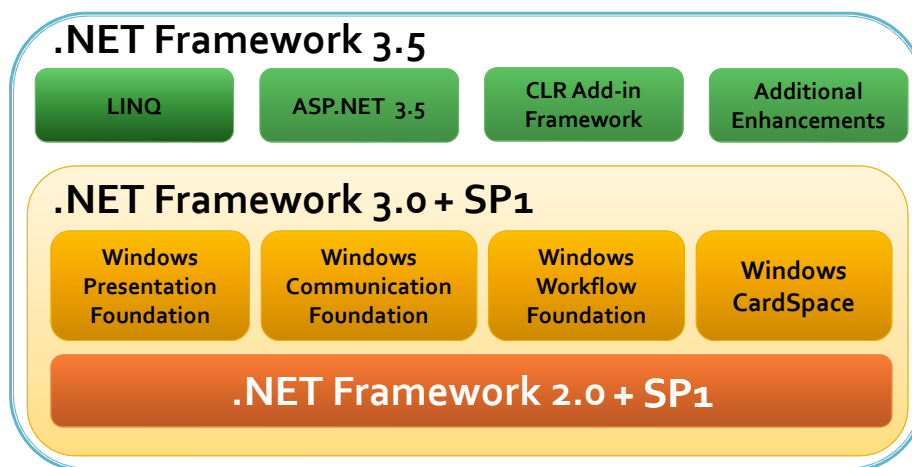 .NET Framework 3.5
LINQ
ASP.NET 3.5
CLR Add-in
Framework
Additional
Enhancements
.NET Framework 3.0 + SP1
Windows
Presentation
Foundation
Windows
Communication
Foundation
Windows
Workflow
Foundation
Windows
CardSpace
.NET Framework 2.0 + SP1